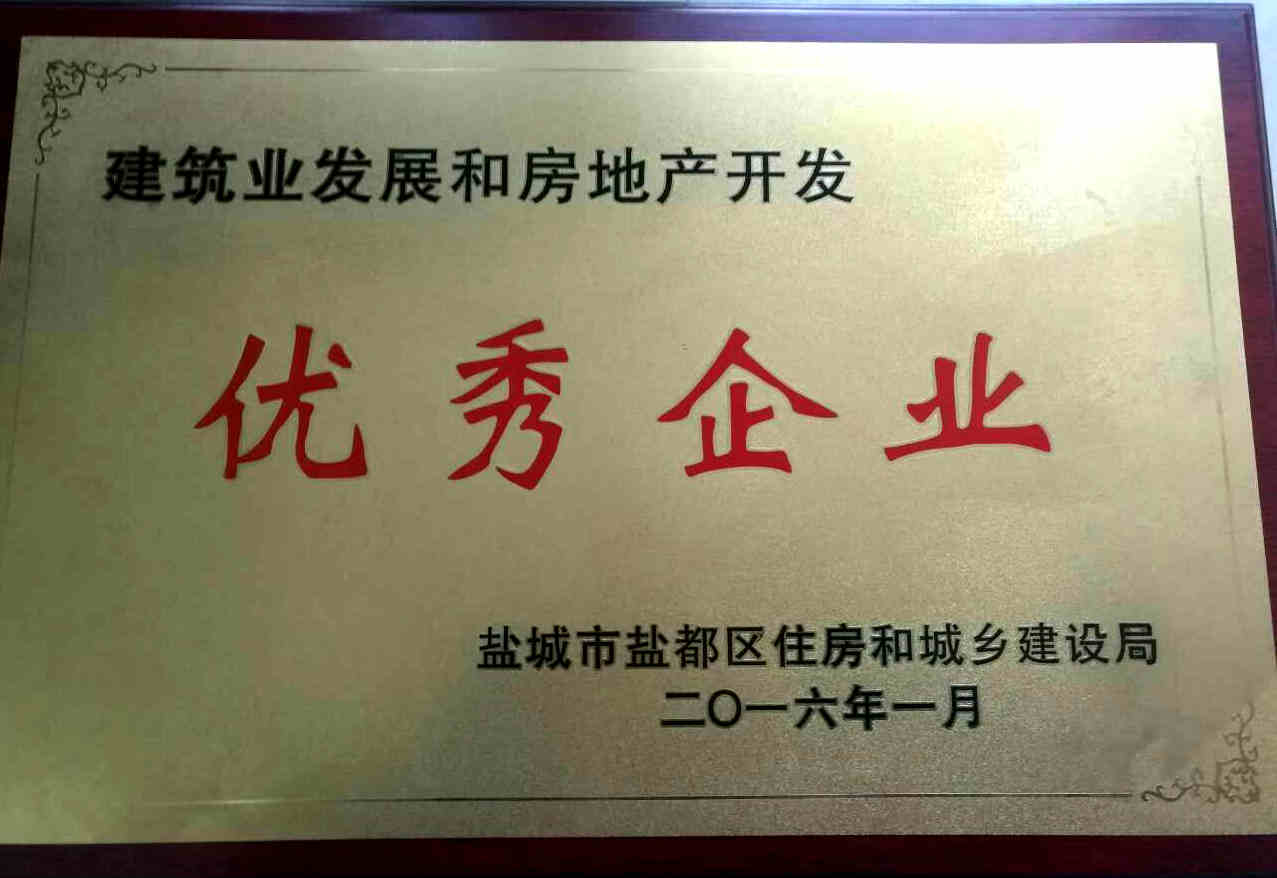 建筑业发展和房地产开发
优秀企业
盐城市盐都区住房和城乡建设局
二〇一六年一月